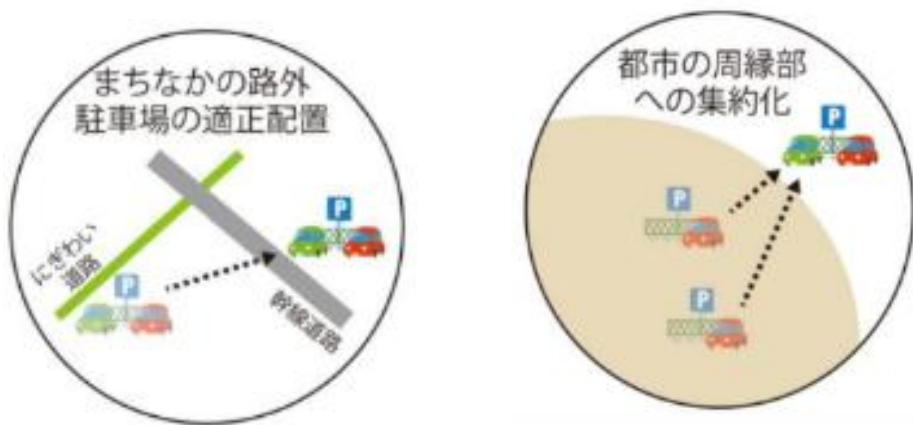 まちなかの路外
駐車場の適正配置
にぎわい
道路
P
P
幹線道路
都市の周縁部
への集約化
P
P
P